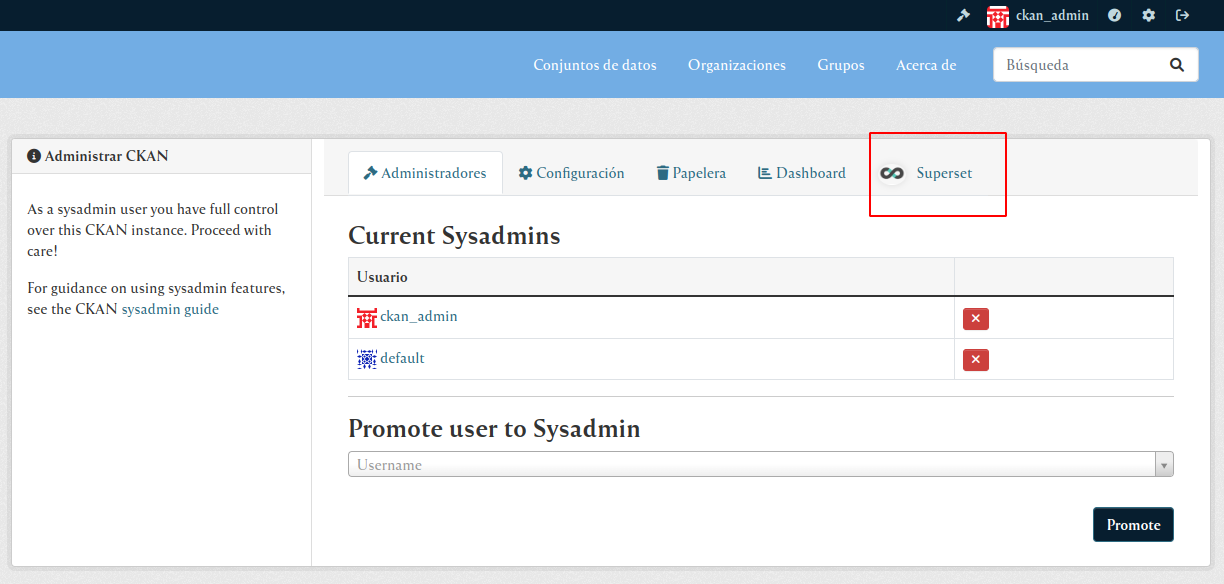 ckan_admin
Conjuntos de datos Organizaciones Grupos Acerca de Búsqueda
Administrar CKAN
As a sysadmin user you have full control
over this CKAN instance. Proceed with
care!
For guidance on using sysadmin features,
see the CKAN sysadmin guide
Administradores Configuración Papelera Dashboard Superset
Current Sysadmins
Usuario
ckan_admin
default
Promote user to Sysadmin
Username
Promote